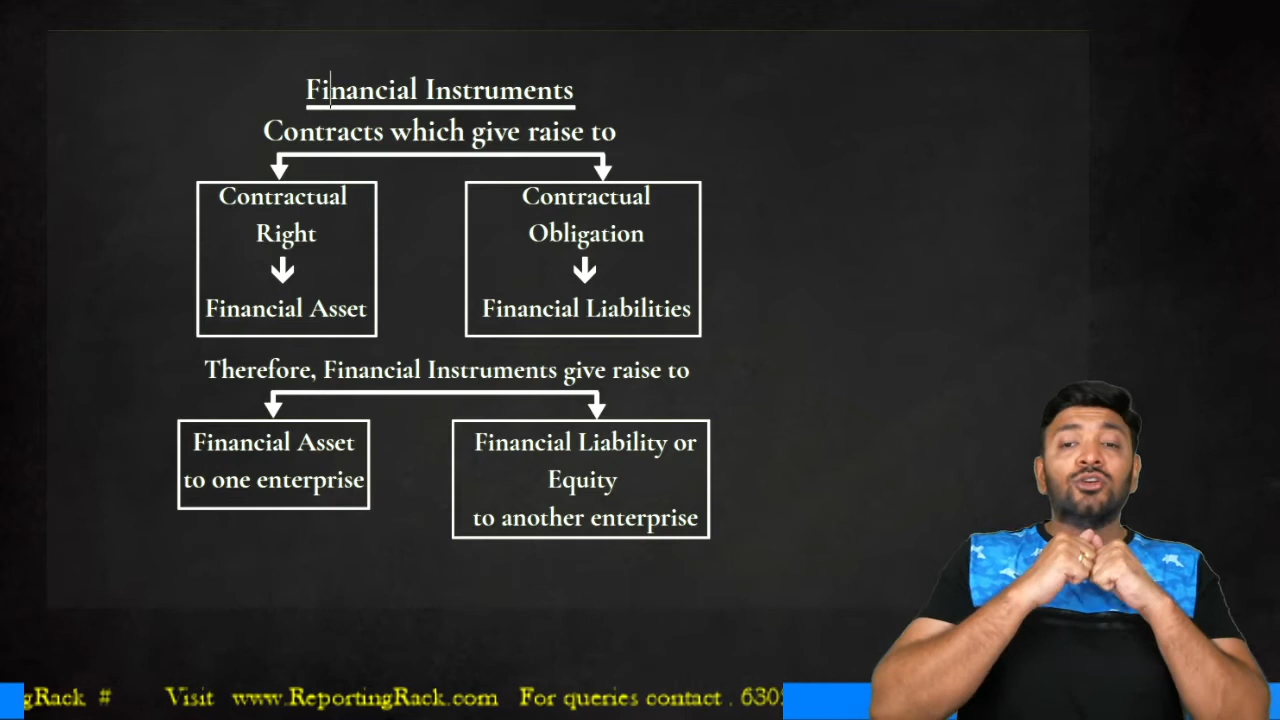 Financial Instruments
Contracts which give raise to
Contractual
Right
Financial Asset
Contractual
Obligation
Financial Liabilities
Therefore, Financial Instruments give raise to
Financial Asset
to one enterprise
Financial Liability or
Equity
to another enterprise
gRack # Visit www.ReportingRack.com For queries contact . 630